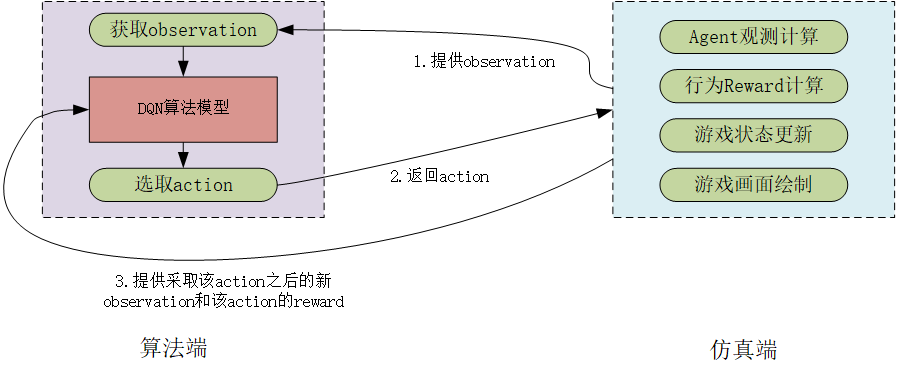 获取observation
DQN算法模型
选取action
1.提供observation
2.返回action
3.提供采取该action之后的新
observation和该action的reward
Agent观测计算
行为Reward计算
游戏状态更新
游戏画面绘制
算法端
仿真端